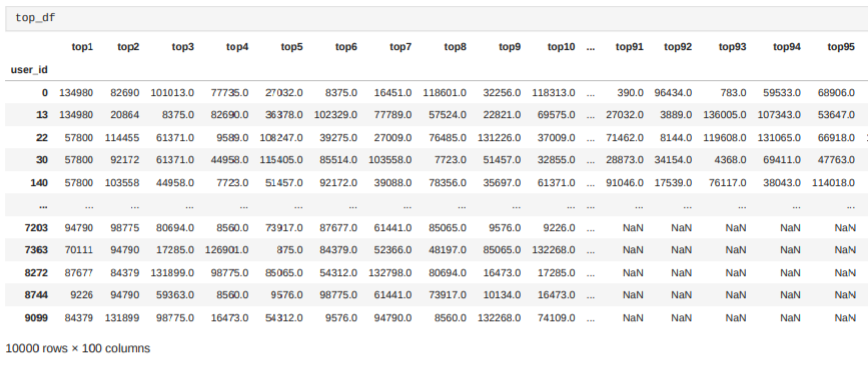 top_df
top1 top2 top3 top4 top5 top6 top7 top8 top9 top10 ... top91 top92 top93 top94 top95
user_id
0 134980 82690 101013.0 77735.0 27032.0 8375.0 16451.0 118601.0 32256.0 118313.0 ... 390.0 96434.0 783.0 59533.0 68906.0
13 134980 20864 8375.0 82690.0 36378.0 102329.0 77789.0 57524.0 22821.0 69575.0 ... 27032.0 3889.0 136005.0 107343.0 53647.0
22 57800 114455 61371.0 9589.0 108247.0 39275.0 27009.0 76485.0 131226.0 37009.0 ... 71462.0 8144.0 119608.0 131065.0 66918.0
30 57800 92172 61371.0 44958.0 115405.0 85514.0 103558.0 7723.0 51457.0 32855.0 ... 28873.0 34154.0 4368.0 69411.0 47763.0
140 57800 103558 44958.0 7723.0 51457.0 92172.0 39088.0 78356.0 35697.0 61371.0 ... 91046.0 17539.0 76117.0 38043.0 114018.0
... ... ... ... ... ... ... ... ... ... ... ... ... ... ... ... ...
7203 94790 98775 80694.0 8560.0 73917.0 87677.0 61441.0 85065.0 9576.0 9226.0 ... NaN NaN NaN NaN NaN
7363 70111 94790 17285.0 126901.0 875.0 84379.0 52366.0 48197.0 85065.0 132268.0 ... NaN NaN NaN NaN NaN
8272 87677 84379 131899.0 98775.0 85065.0 54312.0 132798.0 80694.0 16473.0 17285.0 ... NaN NaN NaN NaN NaN
8744 9226 94790 59363.0 8560.0 9576.0 98775.0 61441.0 73917.0 10134.0 16473.0 ... NaN NaN NaN NaN NaN
9099 84379 131899 98775.0 16473.0 54312.0 9576.0 94790.0 8560.0 132268.0 74109.0 ... NaN NaN NaN NaN NaN
10000 rows × 100 columns